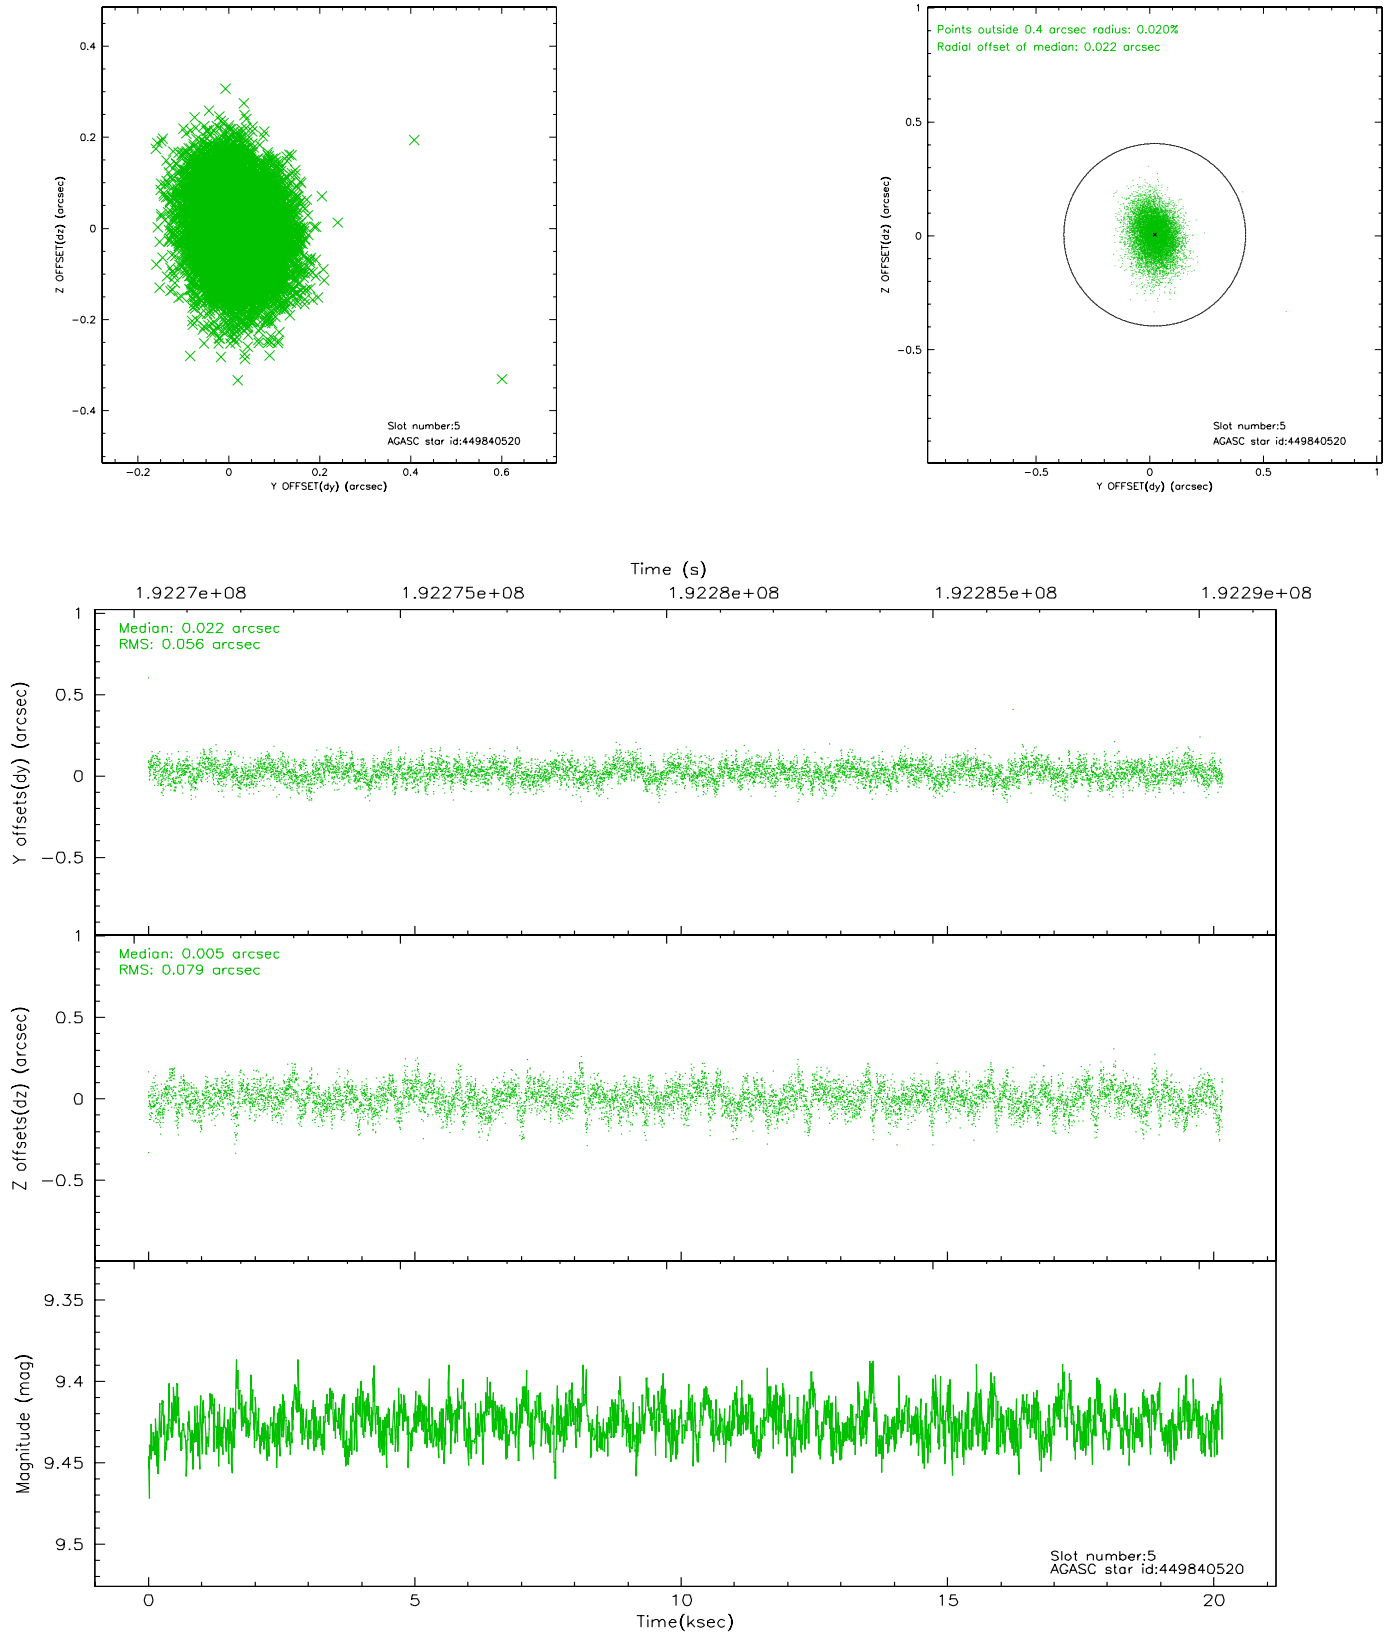 0.4
0.2
0
-0.2
-0.4
Z OFFSET(dz) (arcsec)
Slot number:5
AGASC star id:449840520
-0.2 0 0.2 0.4 0.6
Y OFFSET(dy) (arcsec)
1
0.5
0
-0.5
Z OFFSET(dz) (arcsec)
Points outside 0.4 arcsec radius: 0.020%
Radial offset of median: 0.022 arcsec
Slot number:5
AGASC star id:449840520
-0.5 0 0.5 1
Y OFFSET(dy) (arcsec)
Time (s)
1.9227e+08 1.92275e+08 1.9228e+08 1.92285e+08 1.9229e+08
1
0.5
0
-0.5
Y offsets(dy) (arcsec)
Median: 0.022 arcsec
RMS: 0.056 arcsec
1
0.5
0
-0.5
Z offsets(dz) (arcsec)
Median: 0.005 arcsec
RMS: 0.079 arcsec
9.35
9.4
9.45
9.5
Magnitude (mag)
Slot number:5
AGASC star id:449840520
0 5 10 15 20
Time(ksec)